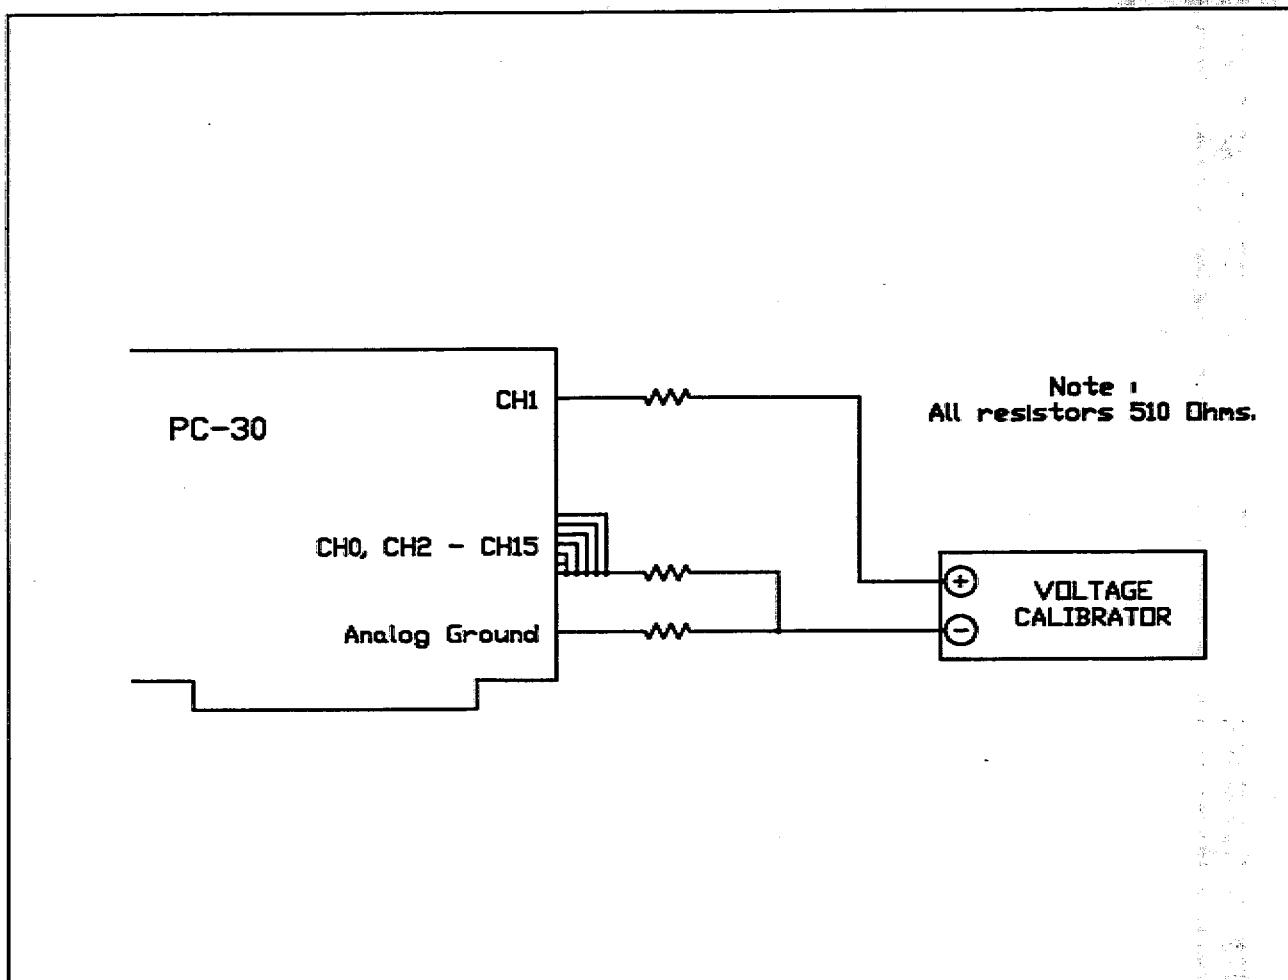 CH1
PC-30
Note :
All resistors 510 Ohms.
CH0, CH2 - CH15
+
VOLTAGE
CALIBRATOR
Analog Ground
-